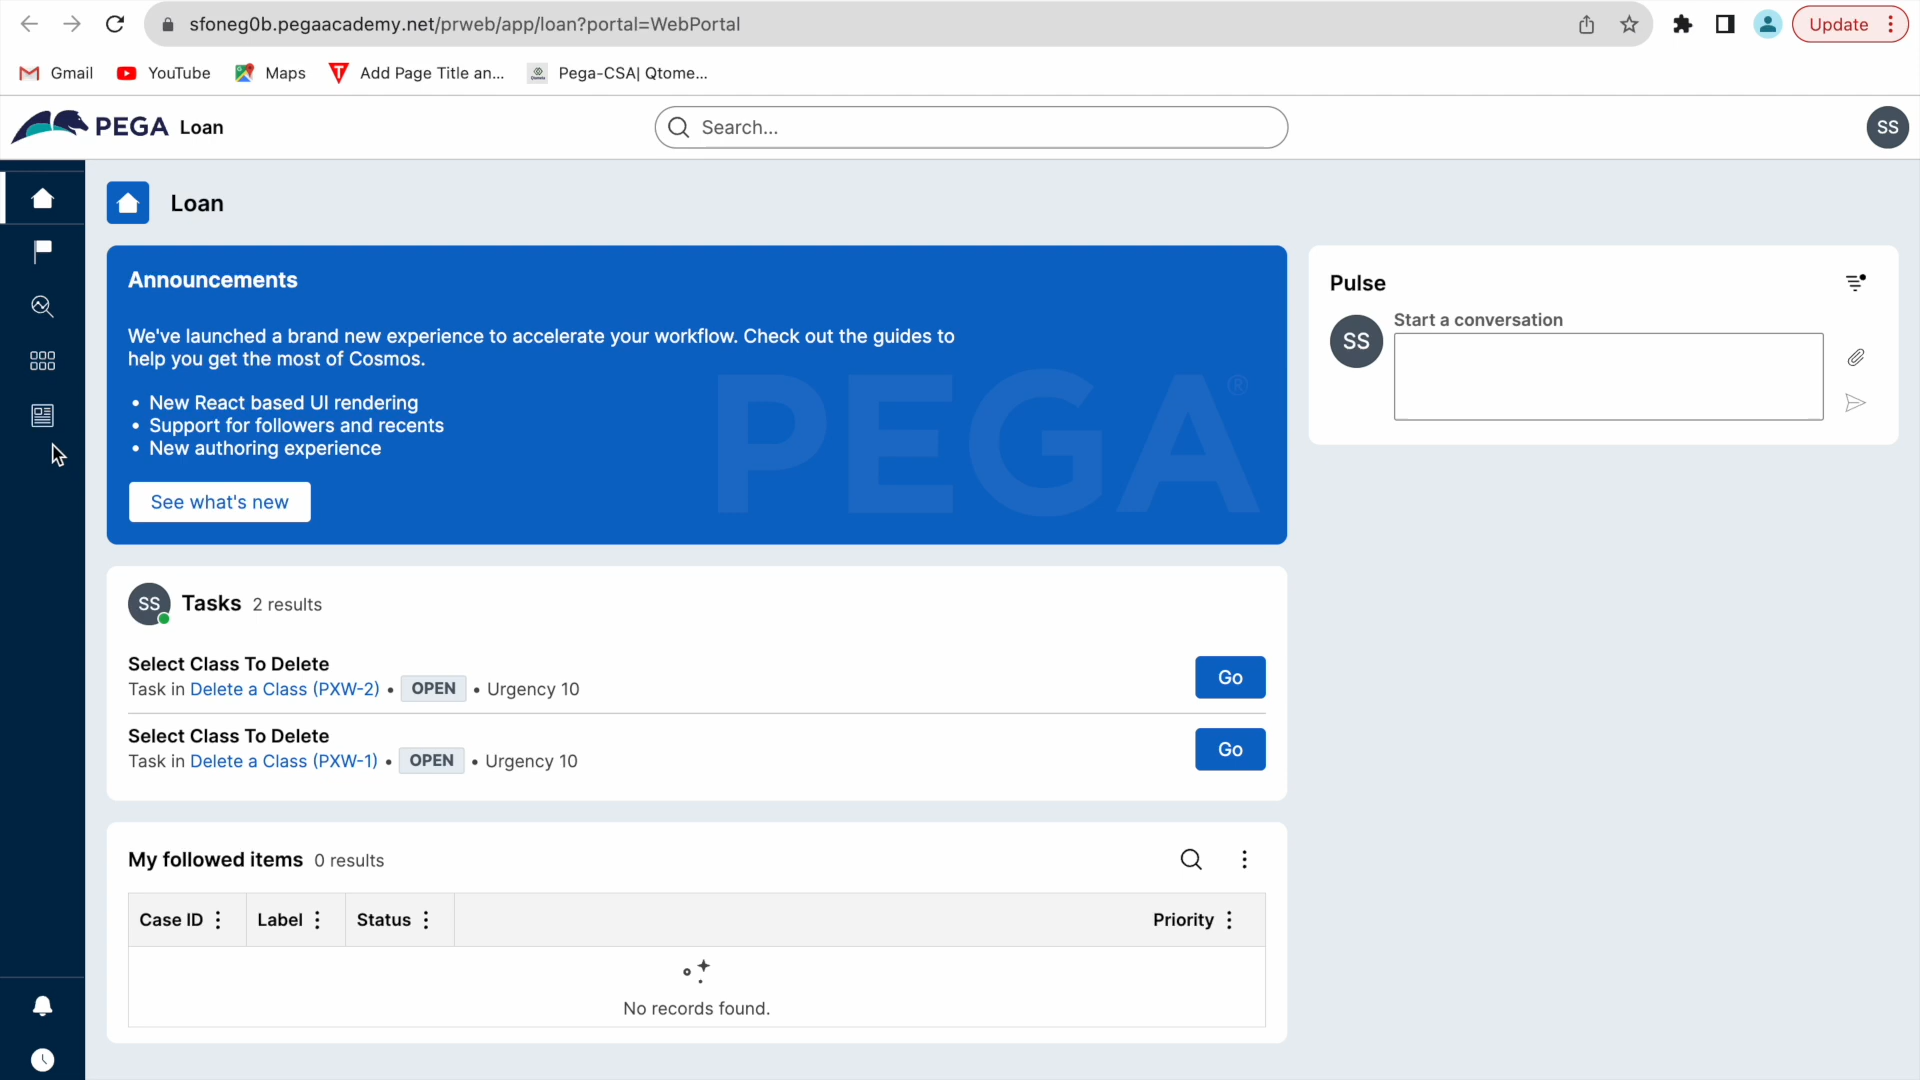 sfoneg0b.pegaacademy.net/prweb/app/loan?portal=WebPortal
Update
Gmail
YouTube
Maps
Add Page Title an...
Pega-CSA| Qtome...
PEGA Loan
Search...
SS
Loan
Announcements
We've launched a brand new experience to accelerate your workflow. Check out the guides to
help you get the most of Cosmos.
• New React based UI rendering
• Support for followers and recents
• New authoring experience
See what's new
PEGA®
Pulse
SS
Start a conversation
SS Tasks 2 results
Select Class To Delete
Task in Delete a Class (PXW-2) • OPEN • Urgency 10
Go
Select Class To Delete
Task in Delete a Class (PXW-1) • OPEN • Urgency 10
Go
My followed items 0 results
Case ID Label Status Priority
No records found.